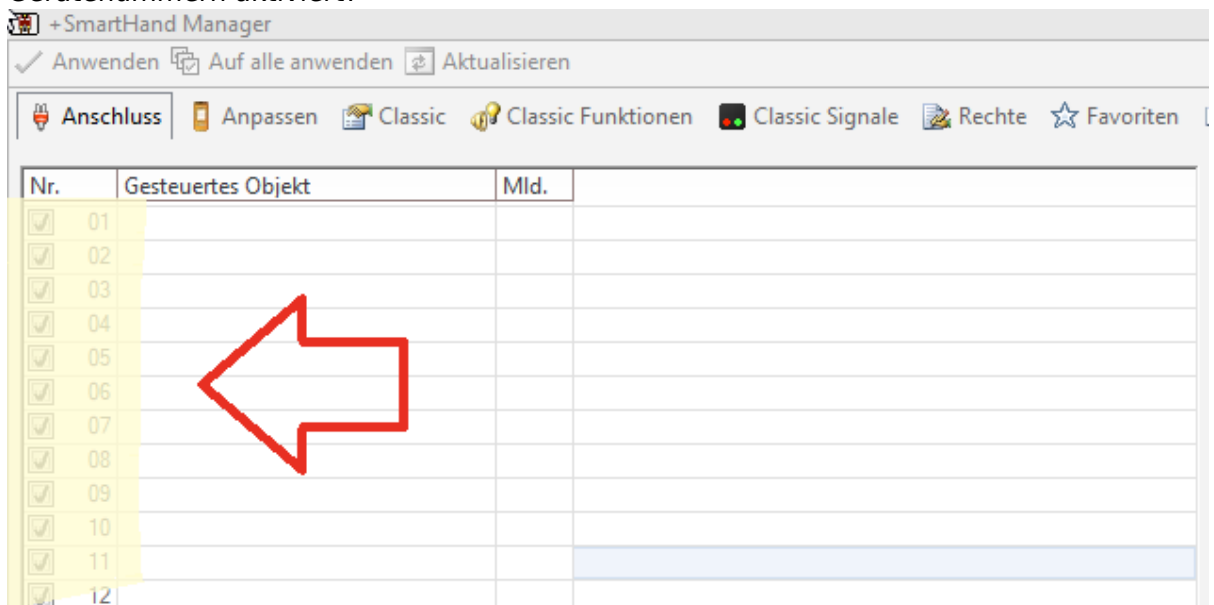 Gerätenummern aktiviert.
+SmartHand Manager
Anwenden Auf alle anwenden Aktualisieren
Anschluss Anpassen Classic Classic Funktionen Classic Signale Rechte Favoriten
Nr. Gesteuertes Objekt Mld.
01
02
03
04
05
06
07
08
09
10
11
12